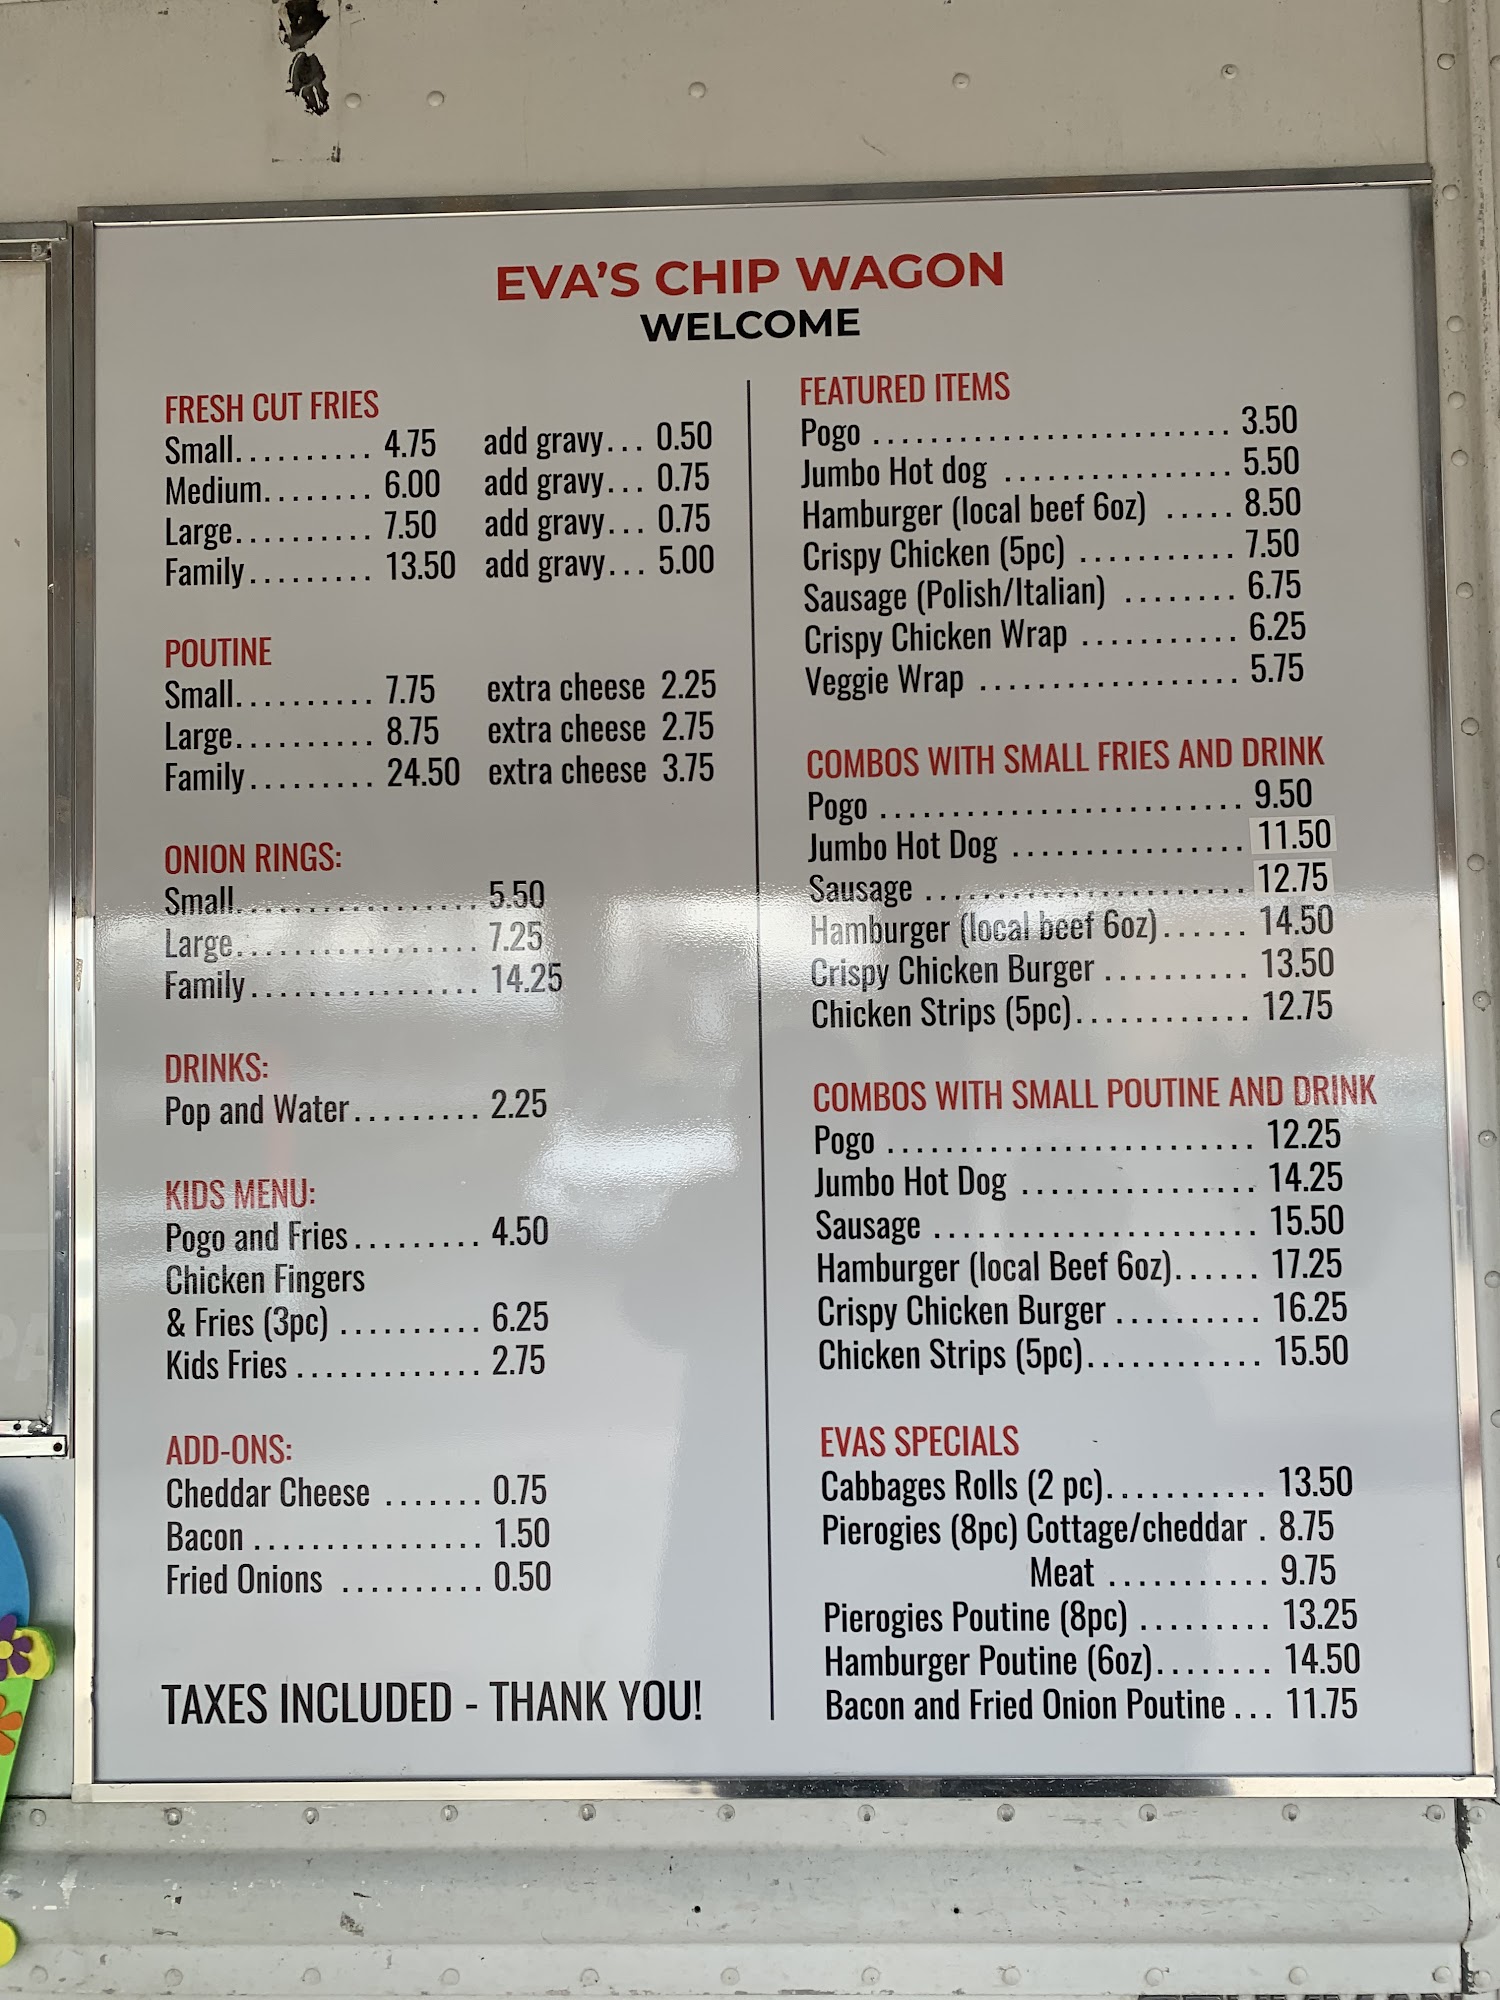 EVA'S CHIP WAGON
WELCOME
FRESH CUT FRIES
Small.......... 4.75 add gravy... 0.50
Medium........ 6.00 add gravy... 0.75
Large.......... 7.50 add gravy... 0.75
Family......... 13.50 add gravy... 5.00
POUTINE
Small.......... 7.75 extra cheese 2.25
Large.......... 8.75 extra cheese 2.75
Family......... 24.50 extra cheese 3.75
ONION RINGS:
Small................. 5.50
Large................. 7.25
Family................ 14.25
DRINKS:
Pop and Water......... 2.25
KIDS MENU:
Pogo and Fries......... 4.50
Chicken Fingers
& Fries (3pc) .......... 6.25
Kids Fries ............. 2.75
ADD-ONS:
Cheddar Cheese ....... 0.75
Bacon ................ 1.50
Fried Onions .......... 0.50
TAXES INCLUDED - THANK YOU!
FEATURED ITEMS
Pogo ......................... 3.50
Jumbo Hot dog ................ 5.50
Hamburger (local beef 6oz) ..... 8.50
Crispy Chicken (5pc) ........... 7.50
Sausage (Polish/Italian) ........ 6.75
Crispy Chicken Wrap ........... 6.25
Veggie Wrap .................. 5.75
COMBOS WITH SMALL FRIES AND DRINK
Pogo ......................... 9.50
Jumbo Hot Dog ................ 11.50
Sausage ...................... 12.75
Hamburger (local beef 6oz)...... 14.50
Crispy Chicken Burger .......... 13.50
Chicken Strips (5pc)............ 12.75
COMBOS WITH SMALL POUTINE AND DRINK
Pogo ......................... 12.25
Jumbo Hot Dog ................ 14.25
Sausage ...................... 15.50
Hamburger (local Beef 6oz)...... 17.25
Crispy Chicken Burger .......... 16.25
Chicken Strips (5pc)............ 15.50
EVAS SPECIALS
Cabbages Rolls (2 pc)........... 13.50
Pierogies (8pc) Cottage/cheddar . 8.75
Meat ........... 9.75
Pierogies Poutine (8pc) ......... 13.25
Hamburger Poutine (6oz)........ 14.50
Bacon and Fried Onion Poutine ... 11.75